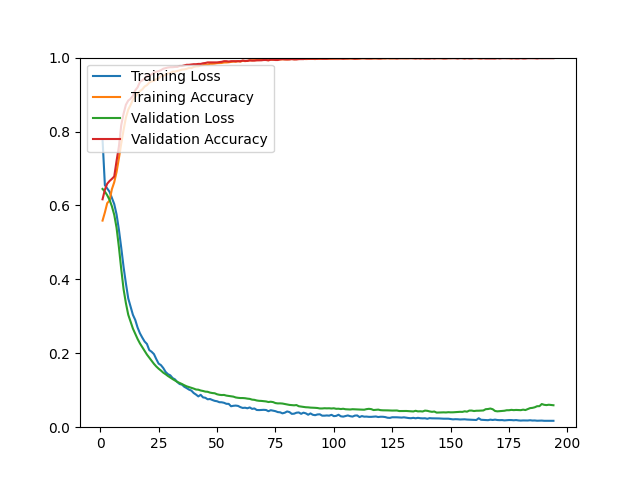 1.0
0.8
0.6
0.4
0.2
0.0
Training Loss
Training Accuracy
Validation Loss
Validation Accuracy
0 25 50 75 100 125 150 175 200